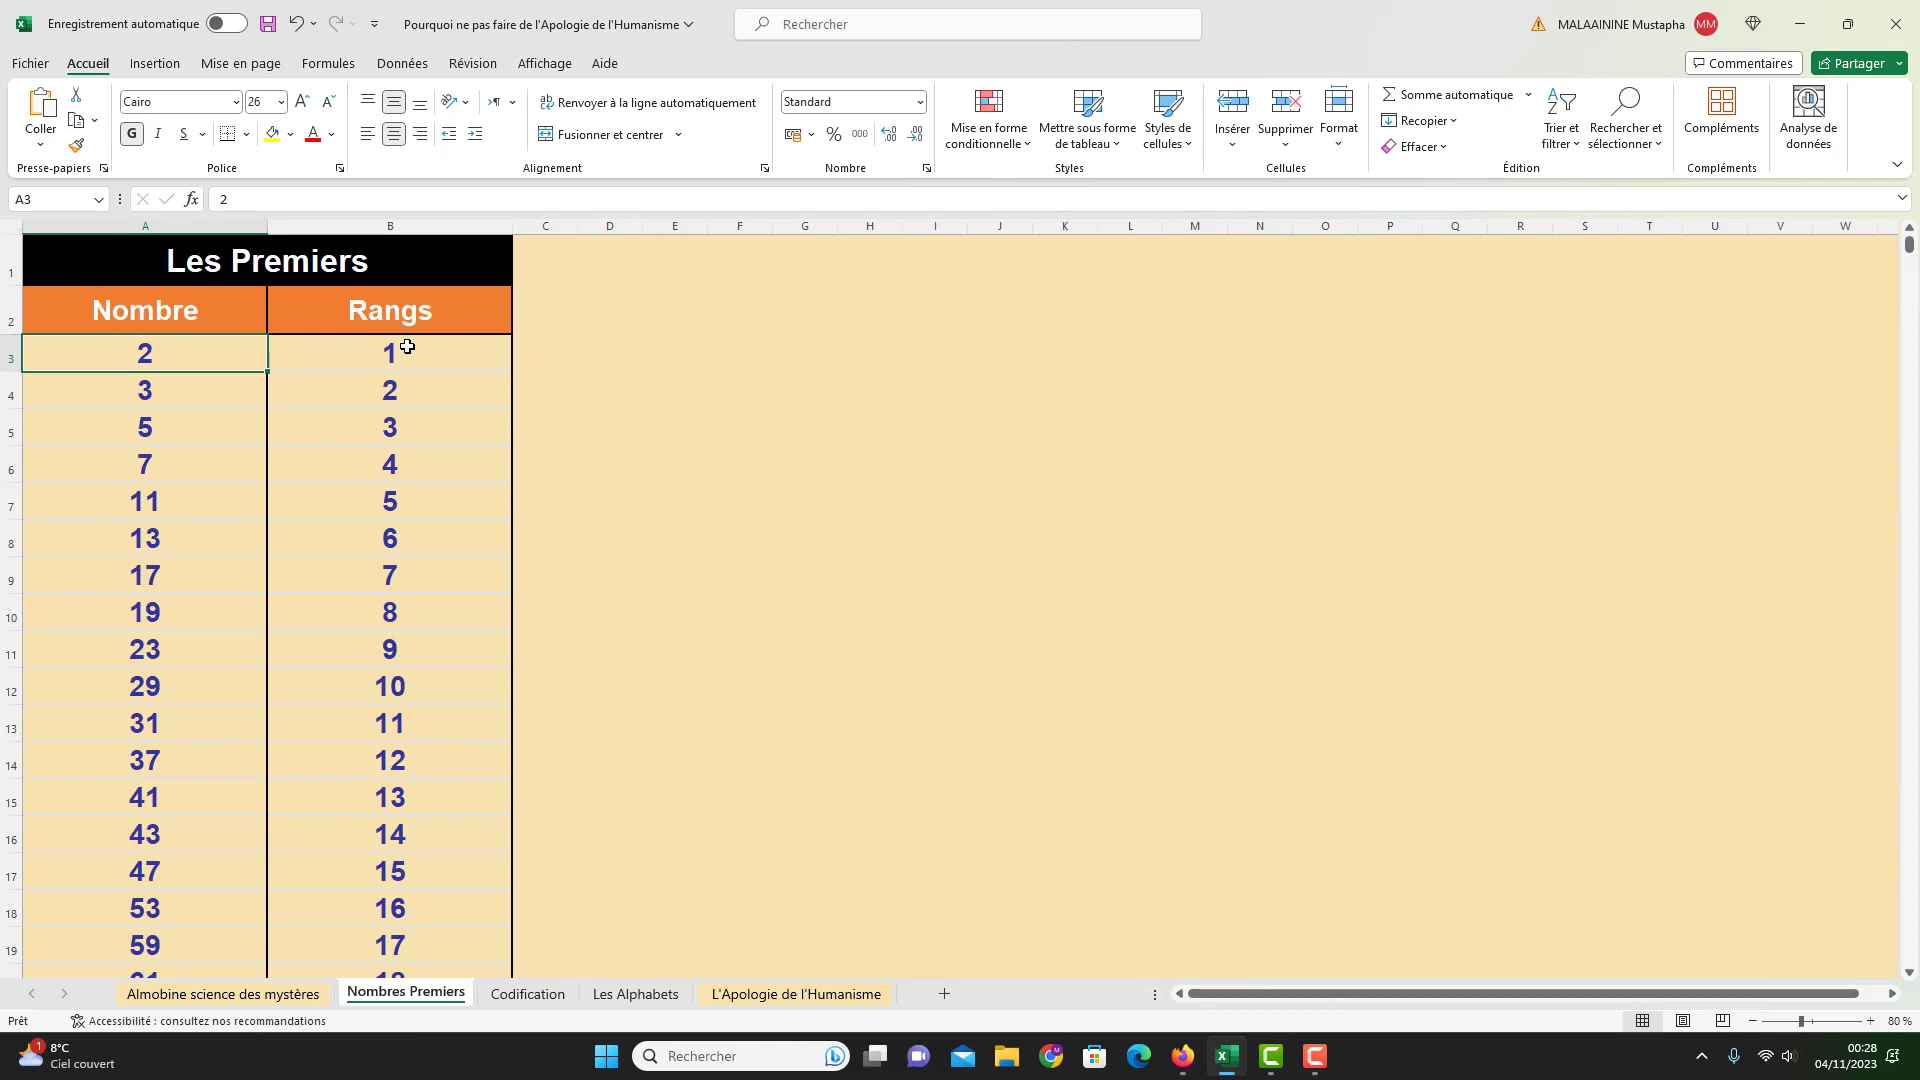 Enregistrement automatique
Pourquoi ne pas faire de l'Apologie de l'Humanisme
Rechercher
MALAAININE Mustapha
MM
Fichier
Accueil
Insertion
Mise en page
Formules
Données
Révision
Affichage
Aide
Commentaires
Partager
Coller
Cairo
26
G
I
S
Renvoyer à la ligne automatiquement
Fusionner et centrer
Standard
%
000
Mise en forme
conditionnelle
Mettre sous forme
de tableau
Styles de
cellules
Insérer
Supprimer
Format
Somme automatique
Recopier
Effacer
Trier et
filtrer
Rechercher et
sélectionner
Compléments
Analyse de
données
Presse-papiers
Police
Alignement
Nombre
Styles
Cellules
Édition
Compléments
A3
fx
2
A B C D E F G H I J K L M N O P Q R S T U V W
1 Les Premiers
2 Nombre Rangs
3 2 1
4 3 2
5 5 3
6 7 4
7 11 5
8 13 6
9 17 7
10 19 8
11 23 9
12 29 10
13 31 11
14 37 12
15 41 13
16 43 14
17 47 15
18 53 16
19 59 17
Almobine science des mystères
Nombres Premiers
Codification
Les Alphabets
L'Apologie de l'Humanisme
Prêt
Accessibilité : consultez nos recommandations
80 %
1
8°C
Ciel couvert
Rechercher
00:28
04/11/2023